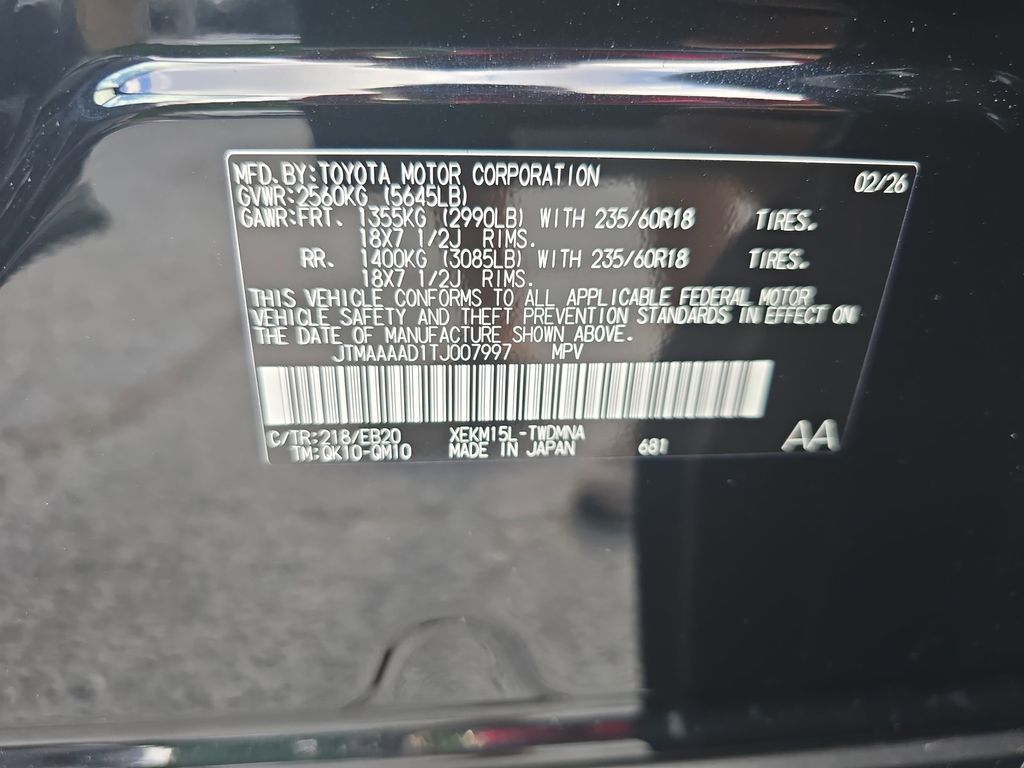 MFD. BY: TOYOTA MOTOR CORPORATION 02/26
GVWR: 2560KG (5645LB)
GAWR: FRT. 1355KG (2990LB) WITH 235/60R18 TIRES.
18X7 1/2J RIMS.
RR. 1400KG (3085LB) WITH 235/60R18 TIRES.
18X7 1/2J RIMS.
THIS VEHICLE CONFORMS TO ALL APPLICABLE FEDERAL MOTOR
VEHICLE SAFETY AND THEFT PREVENTION STANDARDS IN EFFECT ON
THE DATE OF MANUFACTURE SHOWN ABOVE.
JTMAAAAD1TJ007997 MPV
C/TR: 218/EB20 XEKM15L-TWDMNA
TM: QK10-QM10 MADE IN JAPAN 681 AA